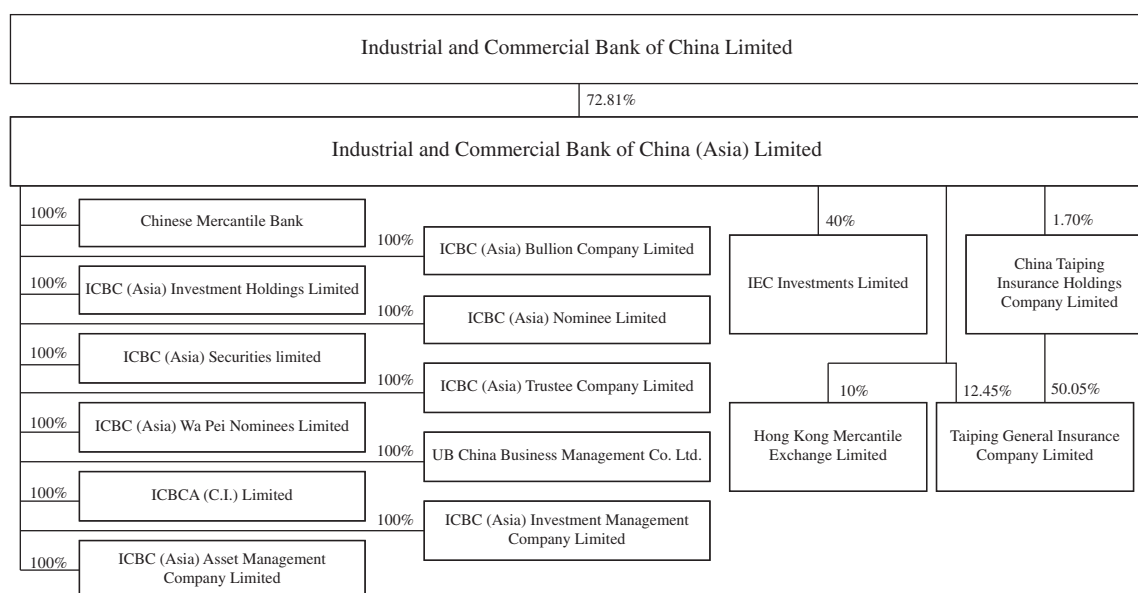 Industrial and Commercial Bank of China Limited
72.81%
Industrial and Commercial Bank of China (Asia) Limited
100%
Chinese Mercantile Bank
100%
ICBC (Asia) Bullion Company Limited
100%
ICBC (Asia) Investment Holdings Limited
100%
ICBC (Asia) Nominee Limited
100%
ICBC (Asia) Securities limited
100%
ICBC (Asia) Trustee Company Limited
100%
ICBC (Asia) Wa Pei Nominees Limited
100%
UB China Business Management Co. Ltd.
100%
ICBCA (C.I.) Limited
100%
ICBC (Asia) Investment Management
Company Limited
100%
ICBC (Asia) Asset Management
Company Limited
40%
IEC Investments Limited
1.70%
China Taiping
Insurance Holdings
Company Limited
10%
Hong Kong Mercantile
Exchange Limited
12.45%
50.05%
Taiping General Insurance
Company Limited